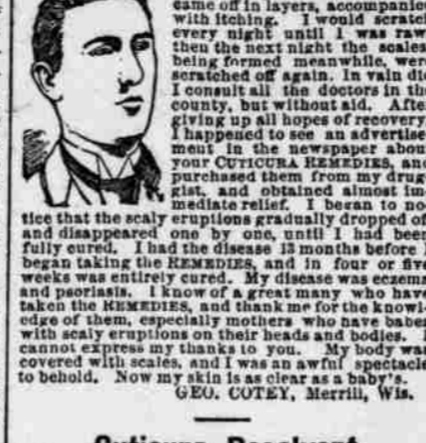 came off in layers, accompanie
with itching. I would scratch
every night until I was raw
then the next night the scales
being formed meanwhile, were
scratched off again. In vain did
I consult all the doctors in the
county, but without aid. Afte
giving up all hopes of recovery
I happened to see an advertise
ment in the newspaper abou
your CUTICURA REMEDIES, and
purchased them from my drug
gist, and obtained almost im
mediate relief. I began to no
tice that the scaly eruptions gradually dropped of
and disappeared one by one, until I had been
fully cured. I had the disease 13 months before I
began taking the REMEDIES, and in four or five
weeks was entirely cured. My disease was eczema
and psoriasis. I know of a great many who have
taken the REMEDIES, and thank me for the knowl
edge of them, especially mothers who have babes
with scaly eruptions on their heads and bodies. I
cannot express my thanks to you. My body was
covered with scales, and I was an awful spectacle
to behold. Now my skin is as clear as a baby's.
GEO. COTEY, Merrill, Wis.
Cuticura Resolvent